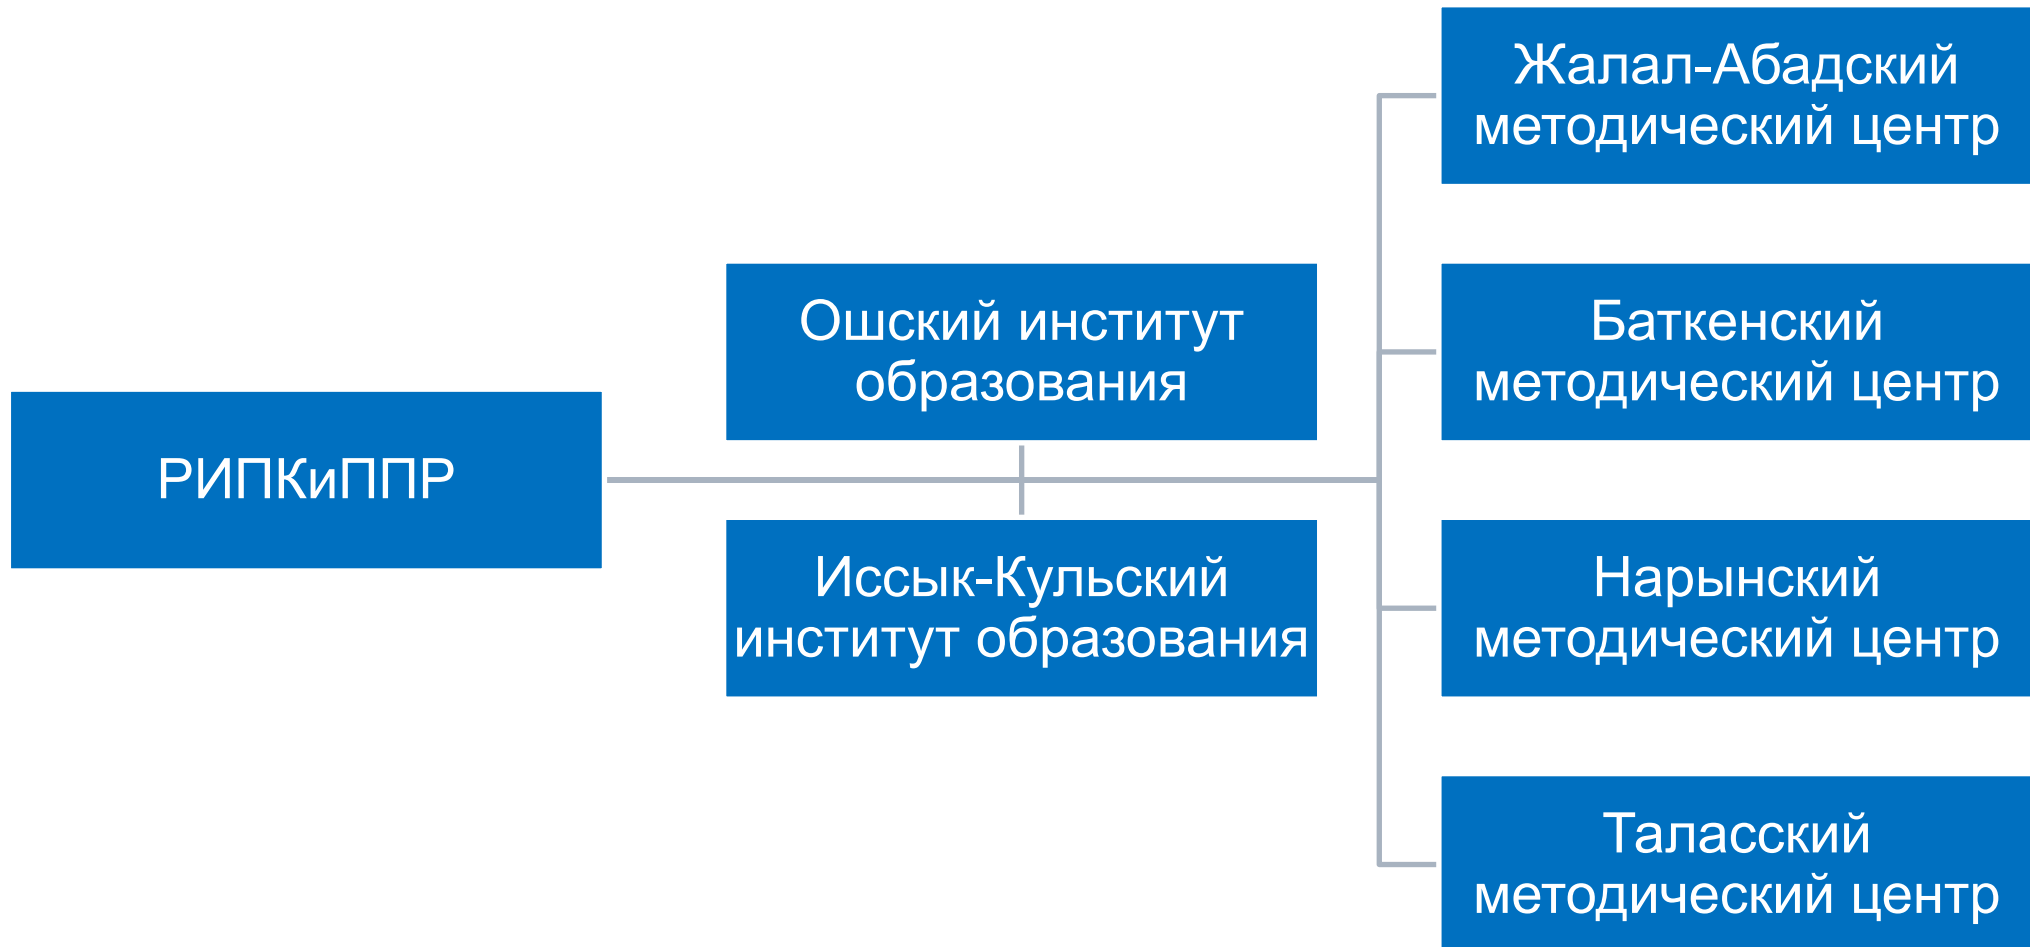 РИПКиППР
Ошский институт
образования
Иссык-Кульский
институт образования
Жалал-Абадский
методический центр
Баткенский
методический центр
Нарынский
методический центр
Таласский
методический центр